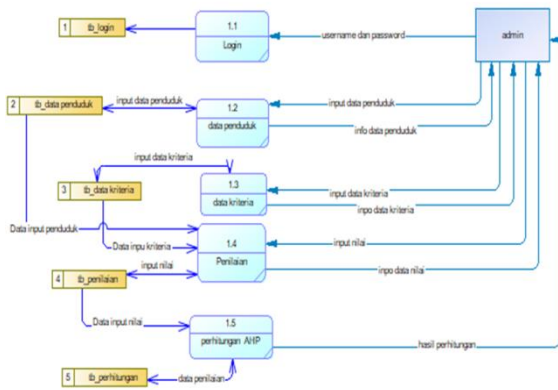 1 tb_login
1.1
Login
username dan password
admin
2 tb_data penduduk
input data penduduk
1.2
data penduduk
input data penduduk
info data penduduk
input data kriteria
3 tb_data kriteria
1.3
data kriteria
input data kriteria
inpo data kriteria
Data input penduduk
Data inpu kriteria
1.4
Penilaian
input nilai
inpo data nilai
input nilai
4 tb_penilaian
Data input nilai
1.5
perhitungan AHP
hasil perhitungan
5 tb_perhitungan
data penilaian